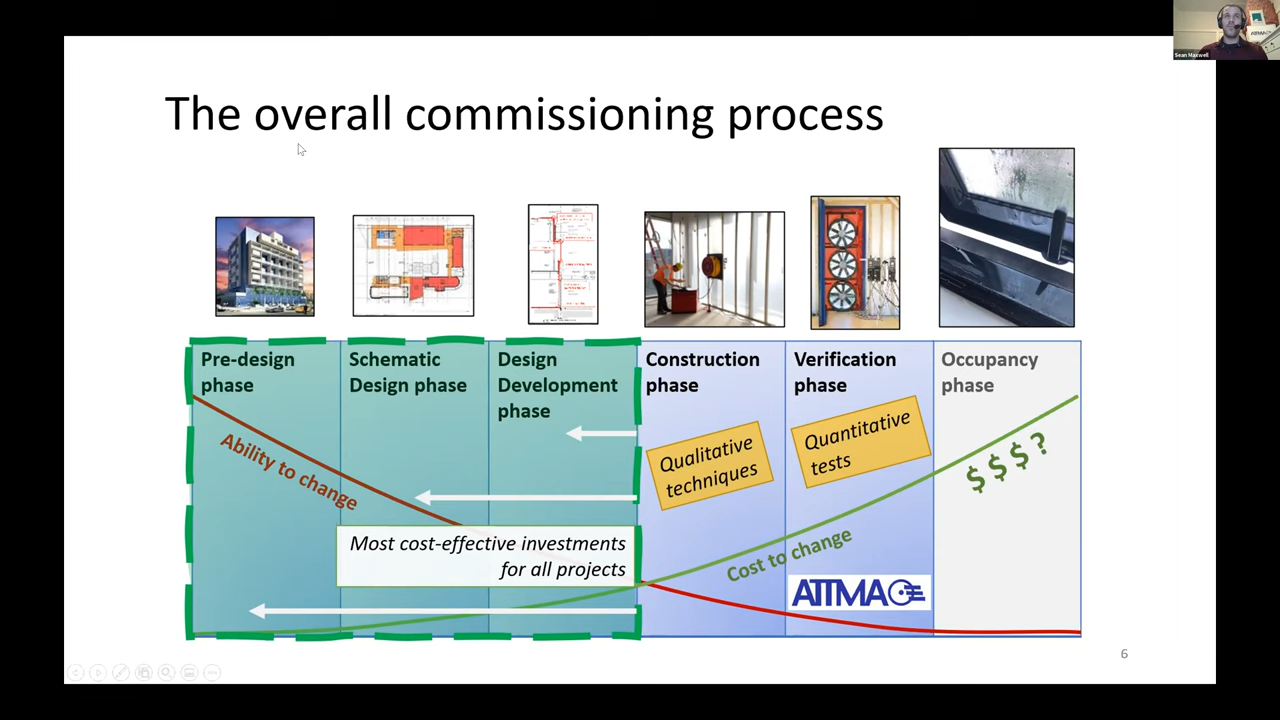 Sean Maxwell
The overall commissioning process
Pre-design
phase
Schematic
Design phase
Design
Development
phase
Construction
phase
Verification
phase
Occupancy
phase
Ability to change
Qualitative
techniques
Quantitative
tests
$ $ $ ?
Most cost-effective investments
for all projects
Cost to change
ATTMA
6